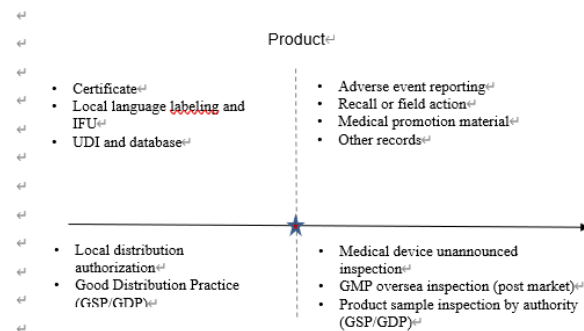 Product
• Certificate
• Local language labeling and
IFU
• UDI and database
• Adverse event reporting
• Recall or field action
• Medical promotion material
• Other records
• Local distribution
authorization
• Good Distribution Practice
(GSP/GDP)
• Medical device unannounced
inspection
• GMP oversea inspection (post market)
• Product sample inspection by authority
(GSP/GDP)